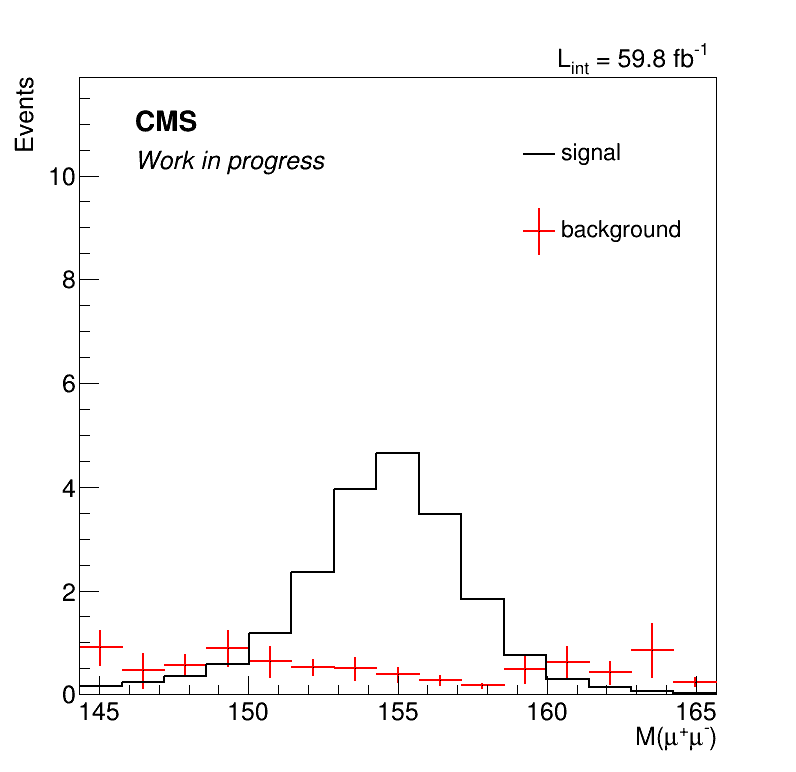 L_int = 59.8 fb^-1
Events
CMS
Work in progress
signal
background
10
8
6
4
2
0
145 150 155 160 165
M(μ⁺μ⁻)